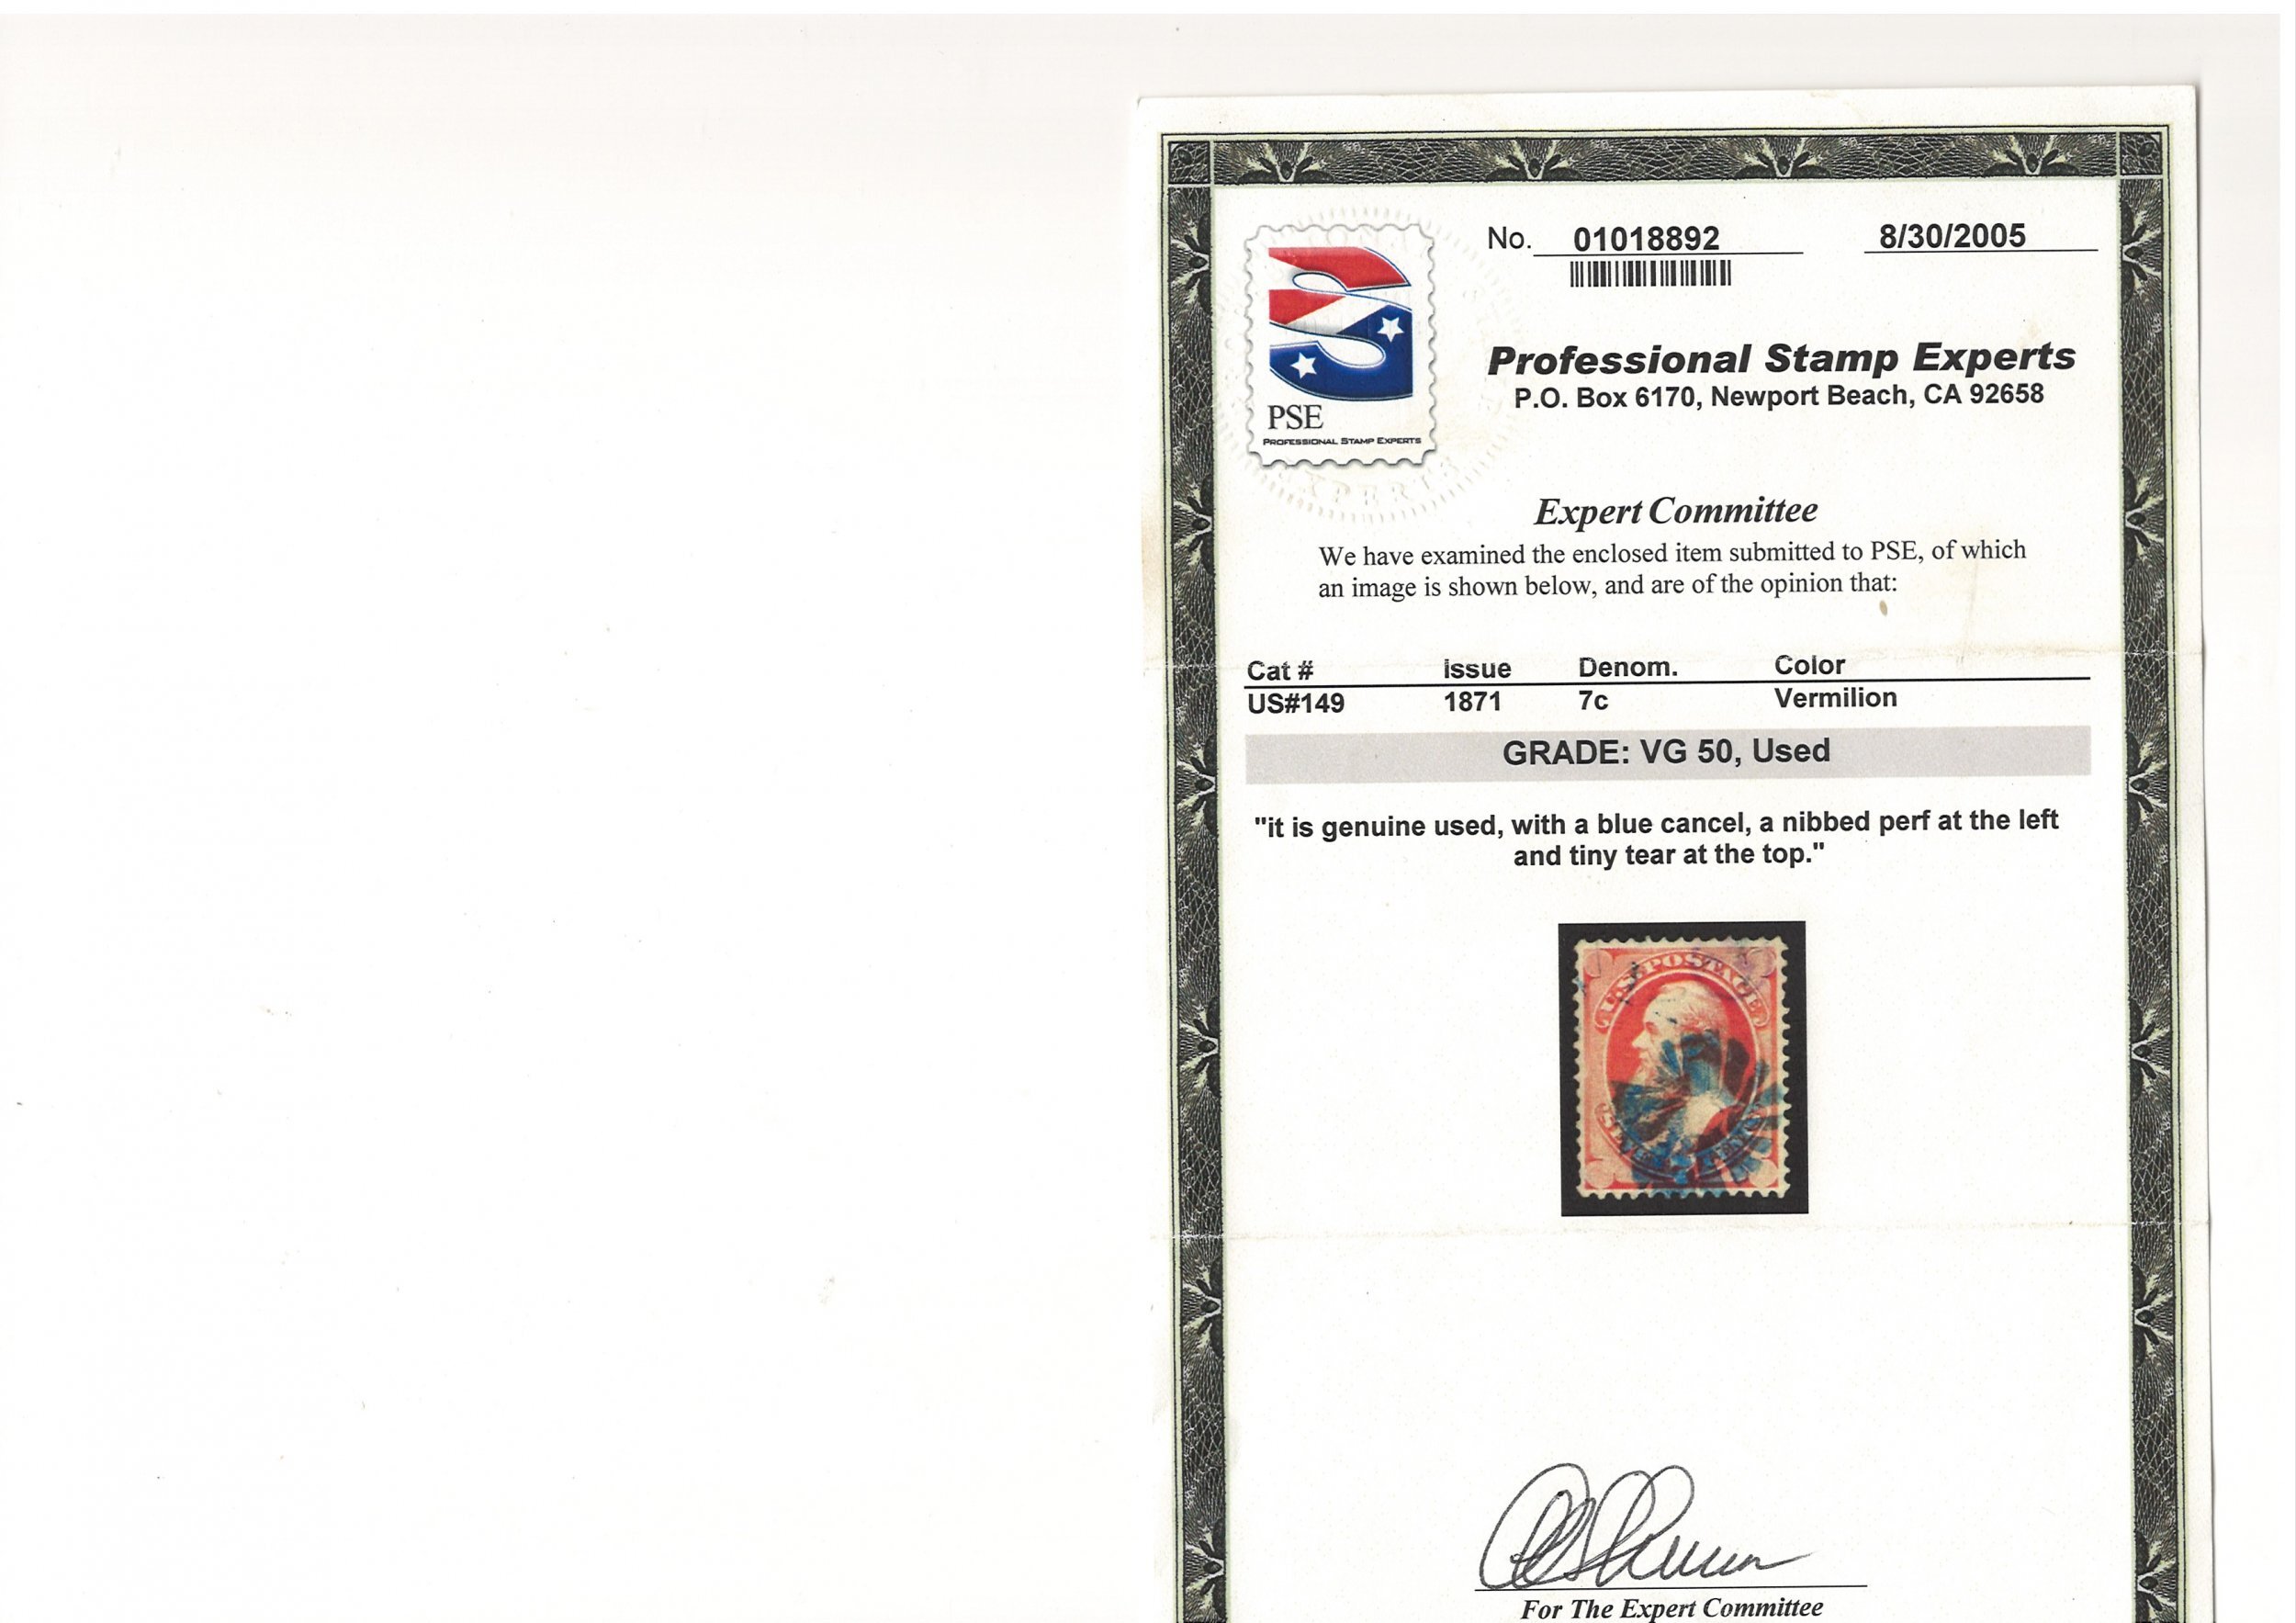 No. 01018892 8/30/2005
PSE
PROFESSIONAL STAMP EXPERTS
EXPERTS
Professional Stamp Experts
P.O. Box 6170, Newport Beach, CA 92658
Expert Committee
We have examined the enclosed item submitted to PSE, of which
an image is shown below, and are of the opinion that:
Cat # Issue Denom. Color
US#149 1871 7c Vermilion
GRADE: VG 50, Used
"it is genuine used, with a blue cancel, a nibbed perf at the left
and tiny tear at the top."
U.S. POSTAGE
For The Expert Committee